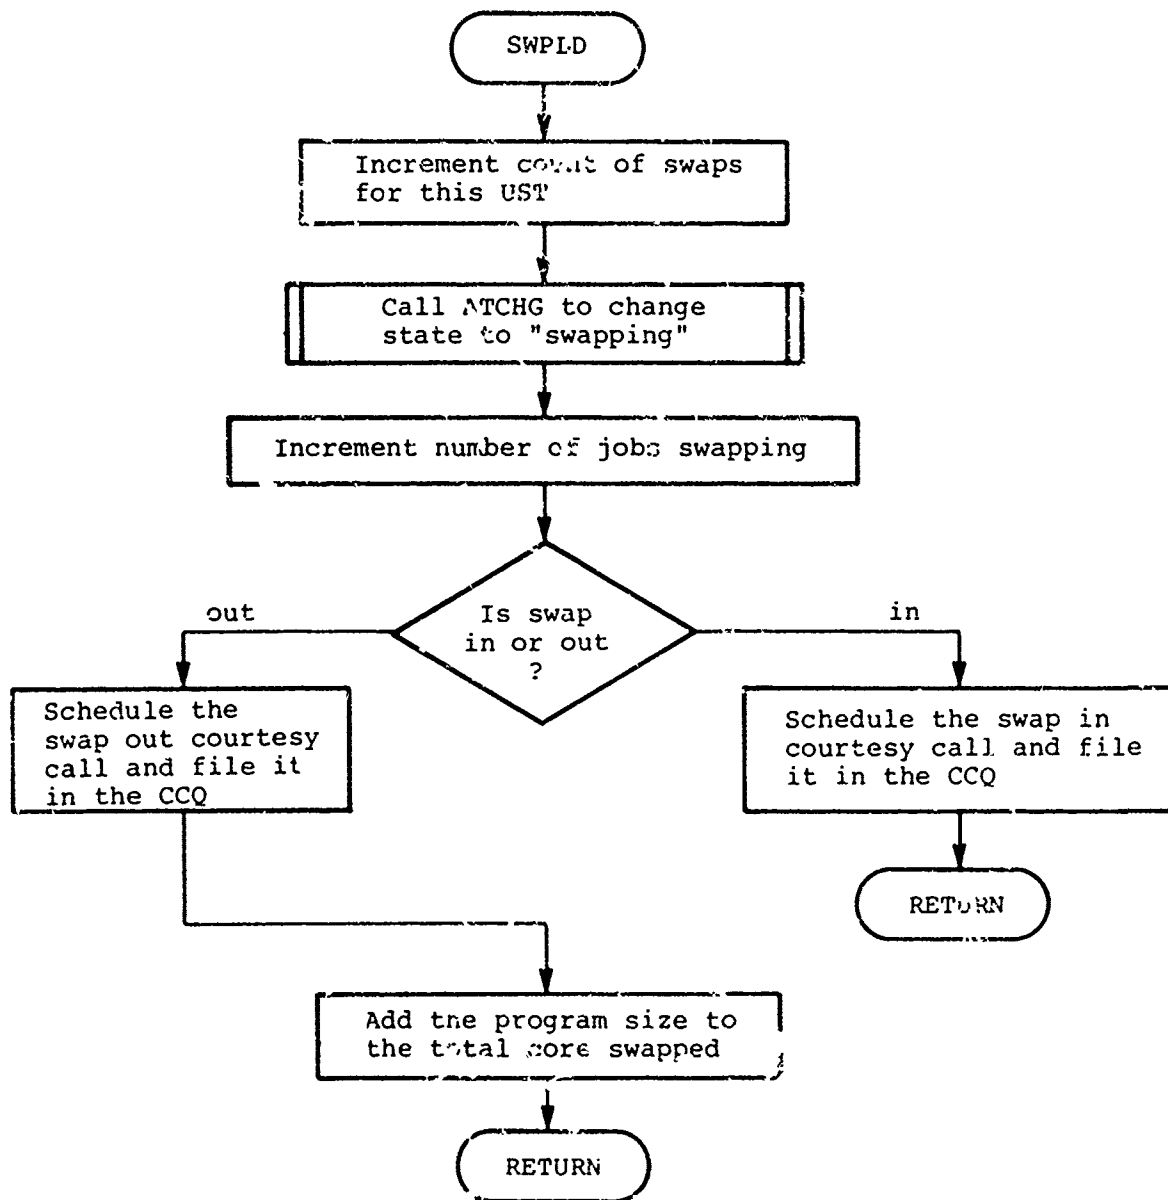 SWPLD
Increment count of swaps
for this UST
Call ATCHG to change
state to "swapping"
Increment number of jobs swapping
Is swap
in or out
?
out
in
Schedule the
swap out courtesy
call and file it
in the CCQ
Schedule the swap in
courtesy call and file
it in the CCQ
RETURN
Add the program size to
the total core swapped
RETURN